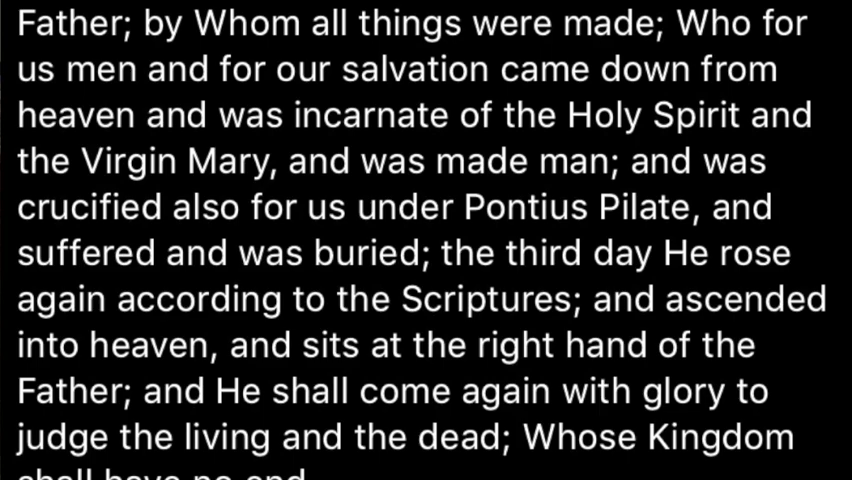 Father; by Whom all things were made; Who for
us men and for our salvation came down from
heaven and was incarnate of the Holy Spirit and
the Virgin Mary, and was made man; and was
crucified also for us under Pontius Pilate, and
suffered and was buried; the third day He rose
again according to the Scriptures; and ascended
into heaven, and sits at the right hand of the
Father; and He shall come again with glory to
judge the living and the dead; Whose Kingdom
shall have no end